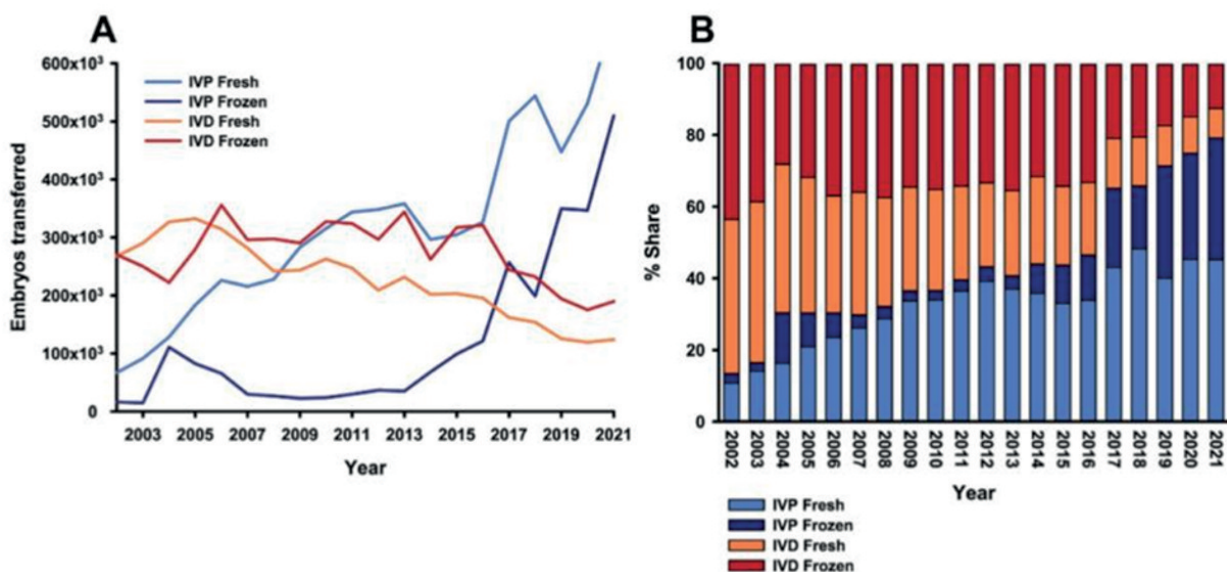 A
600x10³
500x10³
400x10³
300x10³
200x10³
100x10³
0
Embryos transferred
IVP Fresh
IVP Frozen
IVD Fresh
IVD Frozen
2003 2005 2007 2009 2011 2013 2015 2017 2019 2021
Year
B
100
80
60
40
20
0
% Share
2002 2003 2004 2005 2006 2007 2008 2009 2010 2011 2012 2013 2014 2015 2016 2017 2018 2019 2020 2021
Year
IVP Fresh
IVP Frozen
IVD Fresh
IVD Frozen